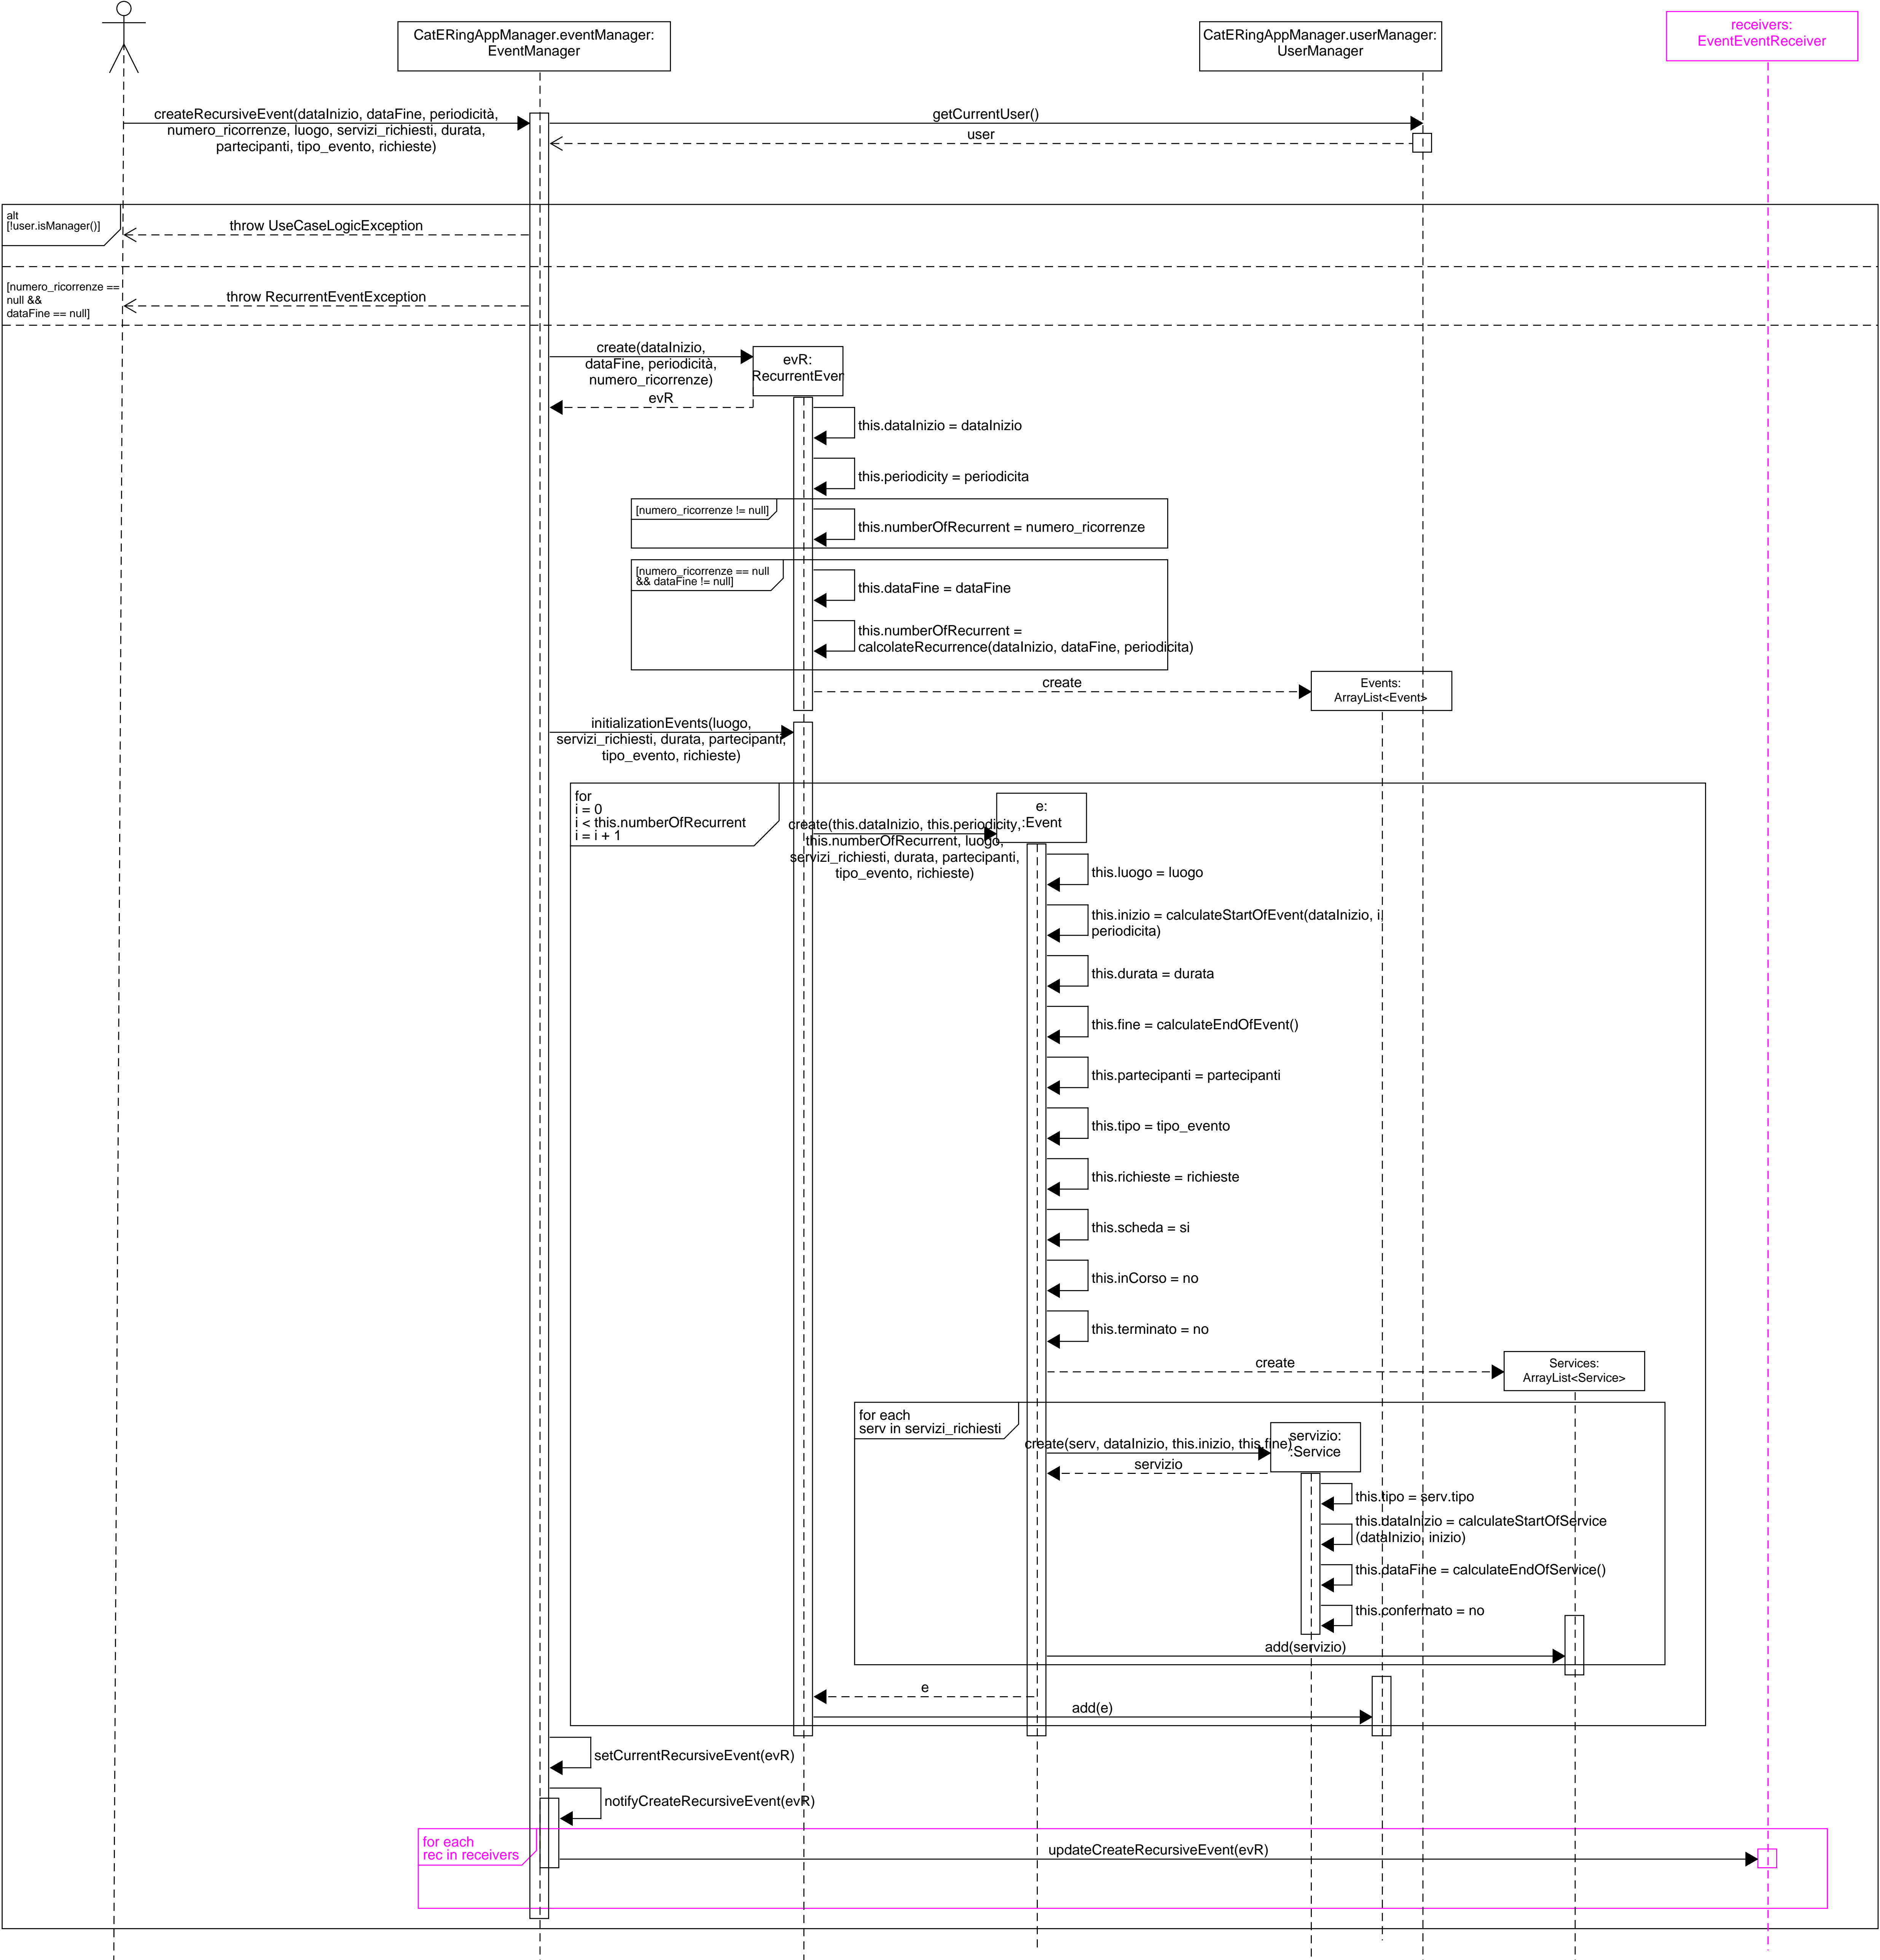 CatERingAppManager.eventManager:
EventManager
CatERingAppManager.userManager:
UserManager
receivers:
EventEventReceiver
createRecursiveEvent(dataInizio, dataFine, periodicità,
numero_ricorrenze, luogo, servizi_richiesti, durata,
partecipanti, tipo_evento, richieste)
getCurrentUser()
user
alt
[!user.isManager()]
throw UseCaseLogicException
[numero_ricorrenze ==
null &&
dataFine == null]
throw RecurrentEventException
create(dataInizio,
dataFine, periodicità,
numero_ricorrenze)
evR:
RecurrentEver
evR
this.dataInizio = dataInizio
this.periodicity = periodicita
[numero_ricorrenze != null]
this.numberOfRecurrent = numero_ricorrenze
[numero_ricorrenze == null
&& dataFine != null]
this.dataFine = dataFine
this.numberOfRecurrent =
calcolateRecurrence(dataInizio, dataFine, periodicita)
create
Events:
ArrayList<Event>
initializationEvents(luogo,
servizi_richiesti, durata, partecipanti,
tipo_evento, richieste)
for
i = 0
i < this.numberOfRecurrent
i = i + 1
create(this.dataInizio, this.periodicity,
this.numberOfRecurrent, luogo,
servizi_richiesti, durata, partecipanti,
tipo_evento, richieste)
e:
:Event
this.luogo = luogo
this.inizio = calculateStartOfEvent(dataInizio, i
periodicita)
this.durata = durata
this.fine = calculateEndOfEvent()
this.partecipanti = partecipanti
this.tipo = tipo_evento
this.richieste = richieste
this.scheda = si
this.inCorso = no
this.terminato = no
create
Services:
ArrayList<Service>
for each
serv in servizi_richiesti
create(serv, dataInizio, this.inizio, this.fine)
servizio:
:Service
servizio
this.tipo = serv.tipo
this.dataInizio = calculateStartOfService
(dataInizio, inizio)
this.dataFine = calculateEndOfService()
this.confermato = no
add(servizio)
e
add(e)
setCurrentRecursiveEvent(evR)
notifyCreateRecursiveEvent(evR)
for each
rec in receivers
updateCreateRecursiveEvent(evR)